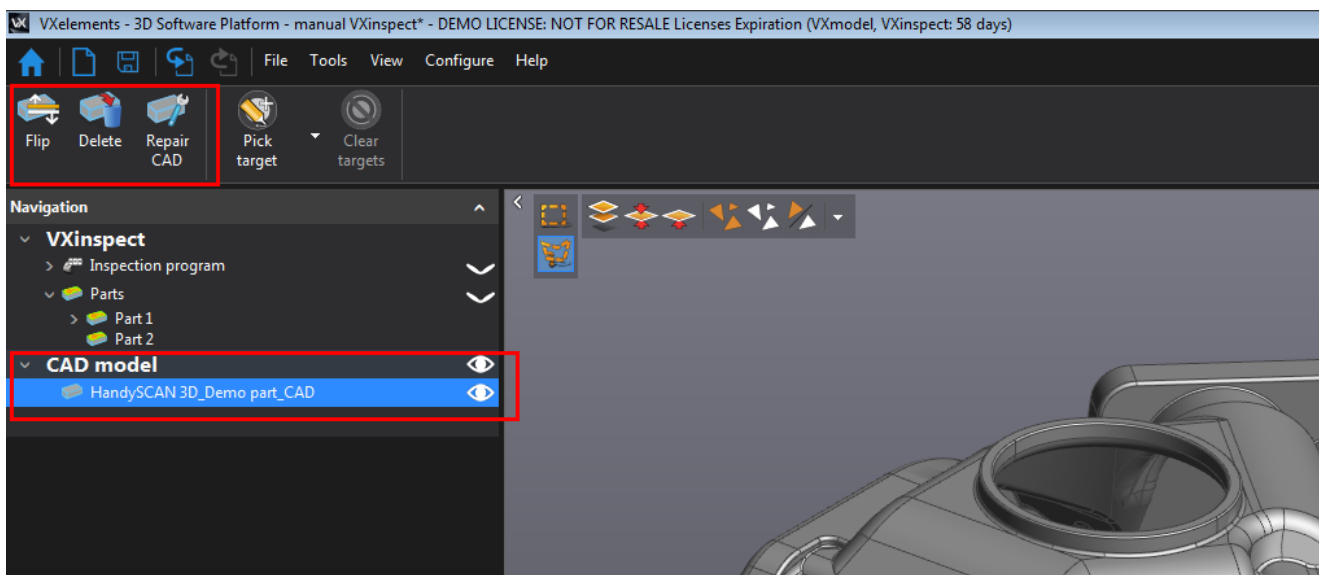 VXelements - 3D Software Platform - manual VXinspect* - DEMO LICENSE: NOT FOR RESALE Licenses Expiration (VXmodel, VXinspect: 58 days)
File Tools View Configure Help
Flip
Delete
Repair
CAD
Pick
target
Clear
targets
Navigation
VXinspect
Inspection program
Parts
Part 1
Part 2
CAD model
HandySCAN 3D_Demo part_CAD